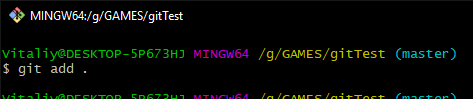 MINGW64:/g/GAMES/gitTest
Vitaliy@DESKTOP-5P673HJ MINGW64 /g/GAMES/gitTest (master)
$ git add .
Vitaliy@DESKTOP-5P673HJ MINGW64 /g/GAMES/gitTest (master)